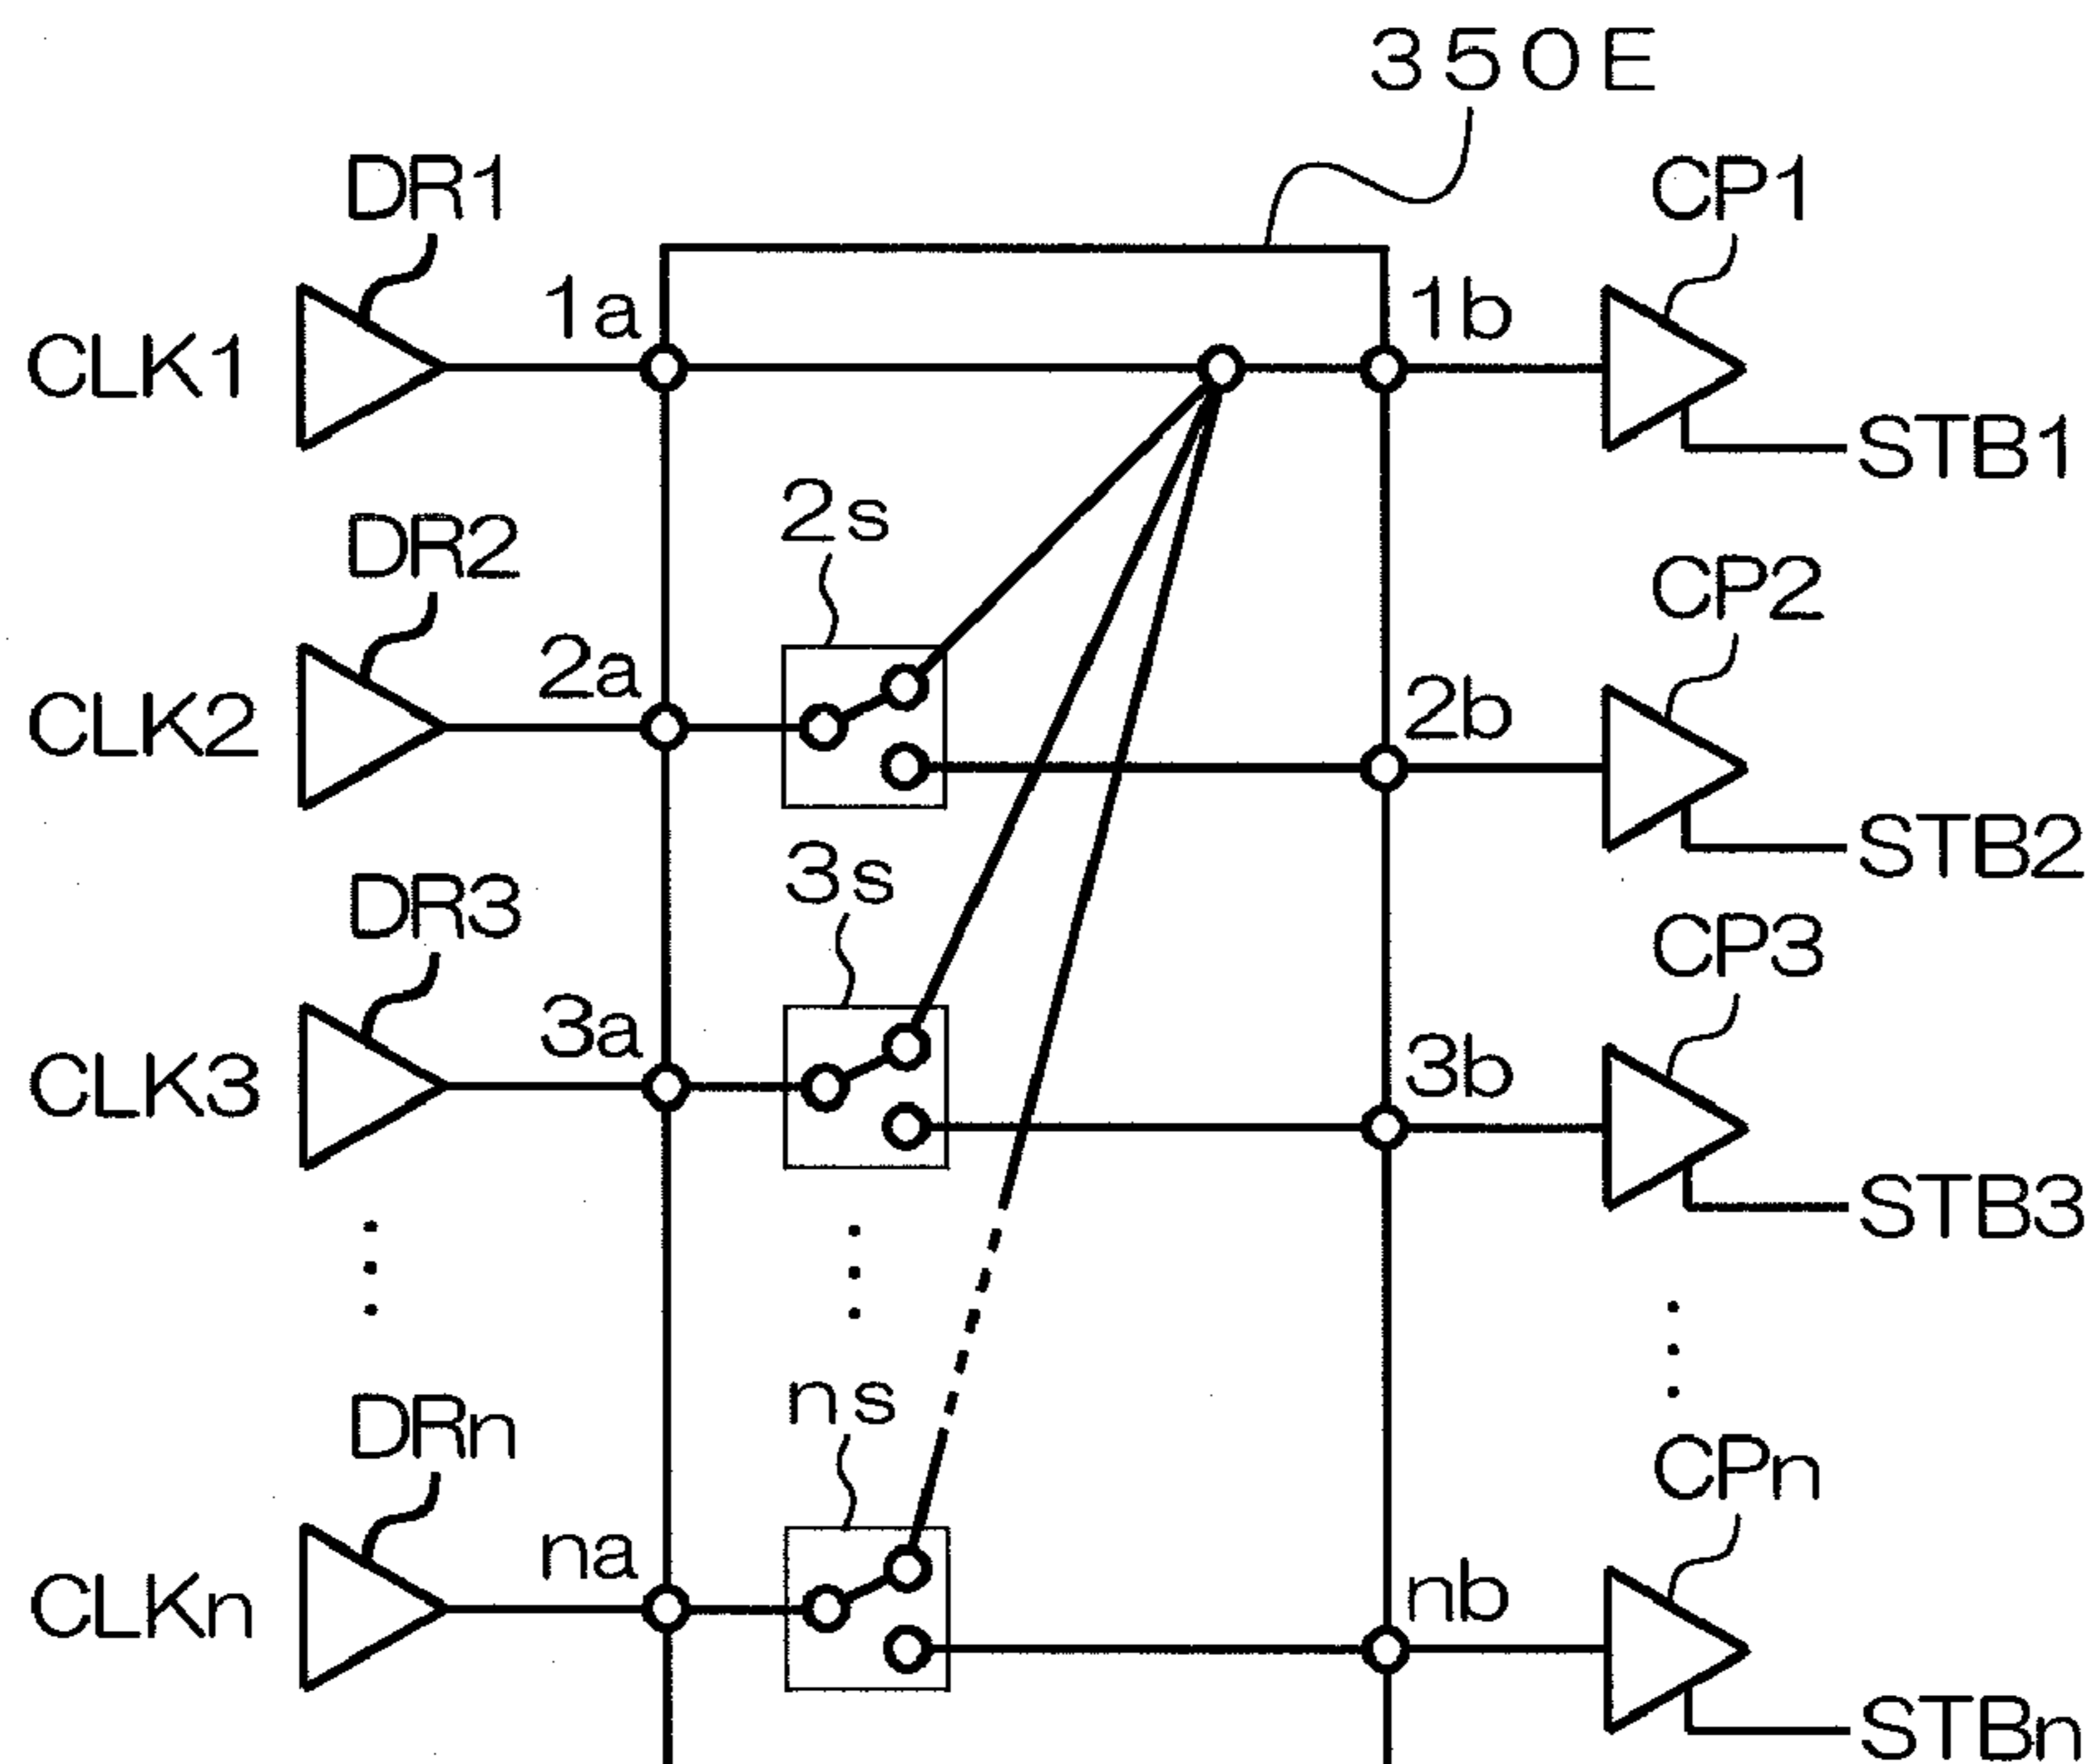 350E
DR1
CP1
1a
1b
CLK1
STB1
2s
DR2
CP2
2a
2b
CLK2
STB2
3s
DR3
CP3
3a
3b
CLK3
STB3
ns
DRn
CPn
na
nb
CLKn
STBn